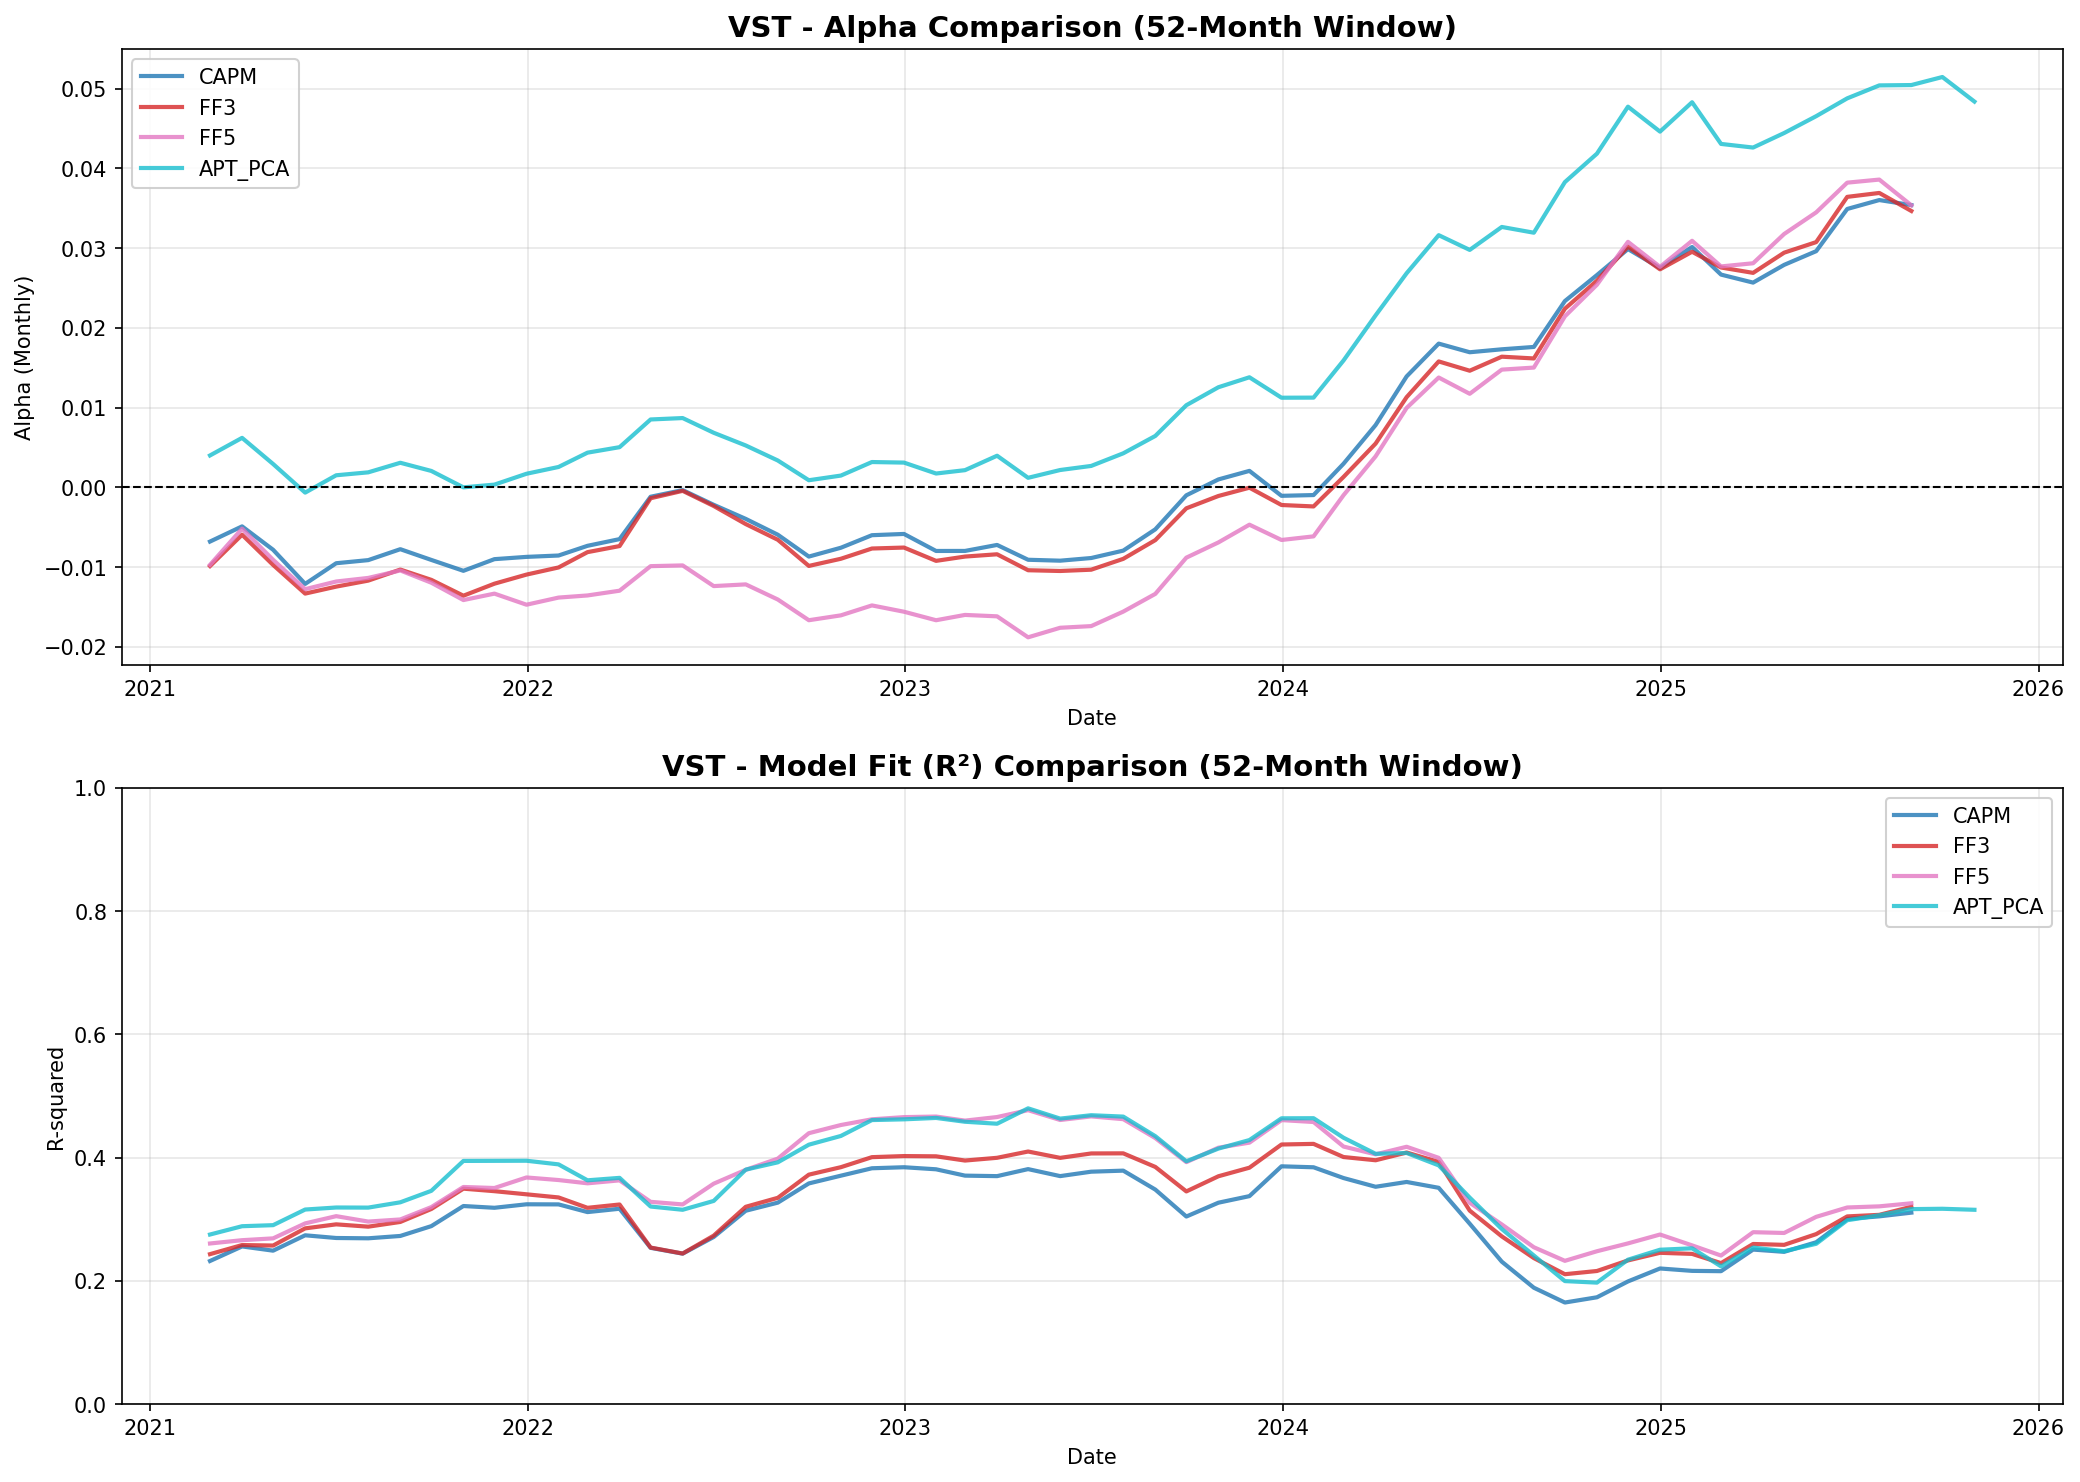 VST - Alpha Comparison (52-Month Window)
CAPM
FF3
FF5
APT_PCA
0.05
0.04
0.03
0.02
0.01
0.00
−0.01
−0.02
Alpha (Monthly)
2021 2022 2023 2024 2025 2026
Date
VST - Model Fit (R²) Comparison (52-Month Window)
CAPM
FF3
FF5
APT_PCA
1.0
0.8
0.6
0.4
0.2
0.0
R-squared
2021 2022 2023 2024 2025 2026
Date